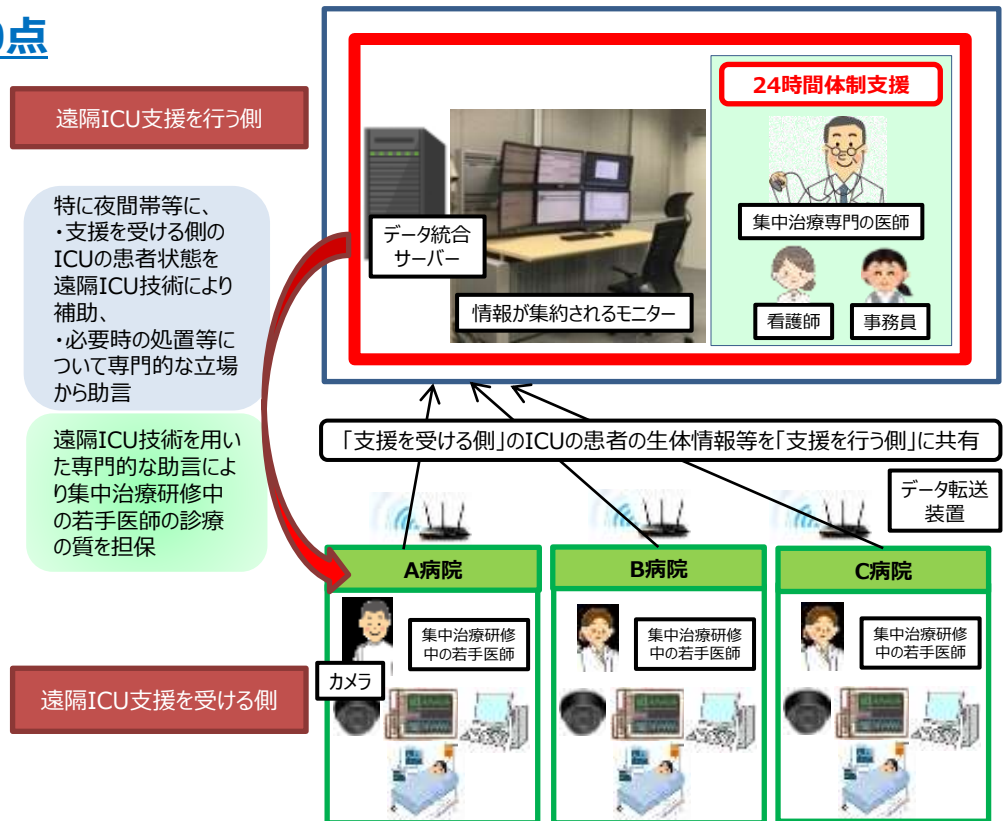 点
遠隔ICU支援を行う側
24時間体制支援
集中治療専門の医師
データ統合
サーバー
情報が集約されるモニター
看護師
事務員
特に夜間帯等に、
・支援を受ける側の
ICUの患者状態を
遠隔ICU技術により
補助、
・必要時の処置等に
ついて専門的な立場
から助言
遠隔ICU技術を用い
た専門的な助言によ
り集中治療研修中
の若手医師の診療
の質を担保
「支援を受ける側」のICUの患者の生体情報等を「支援を行う側」に共有
データ転送
装置
A病院
B病院
C病院
集中治療研修
中の若手医師
集中治療研修
中の若手医師
集中治療研修
中の若手医師
カメラ
遠隔ICU支援を受ける側